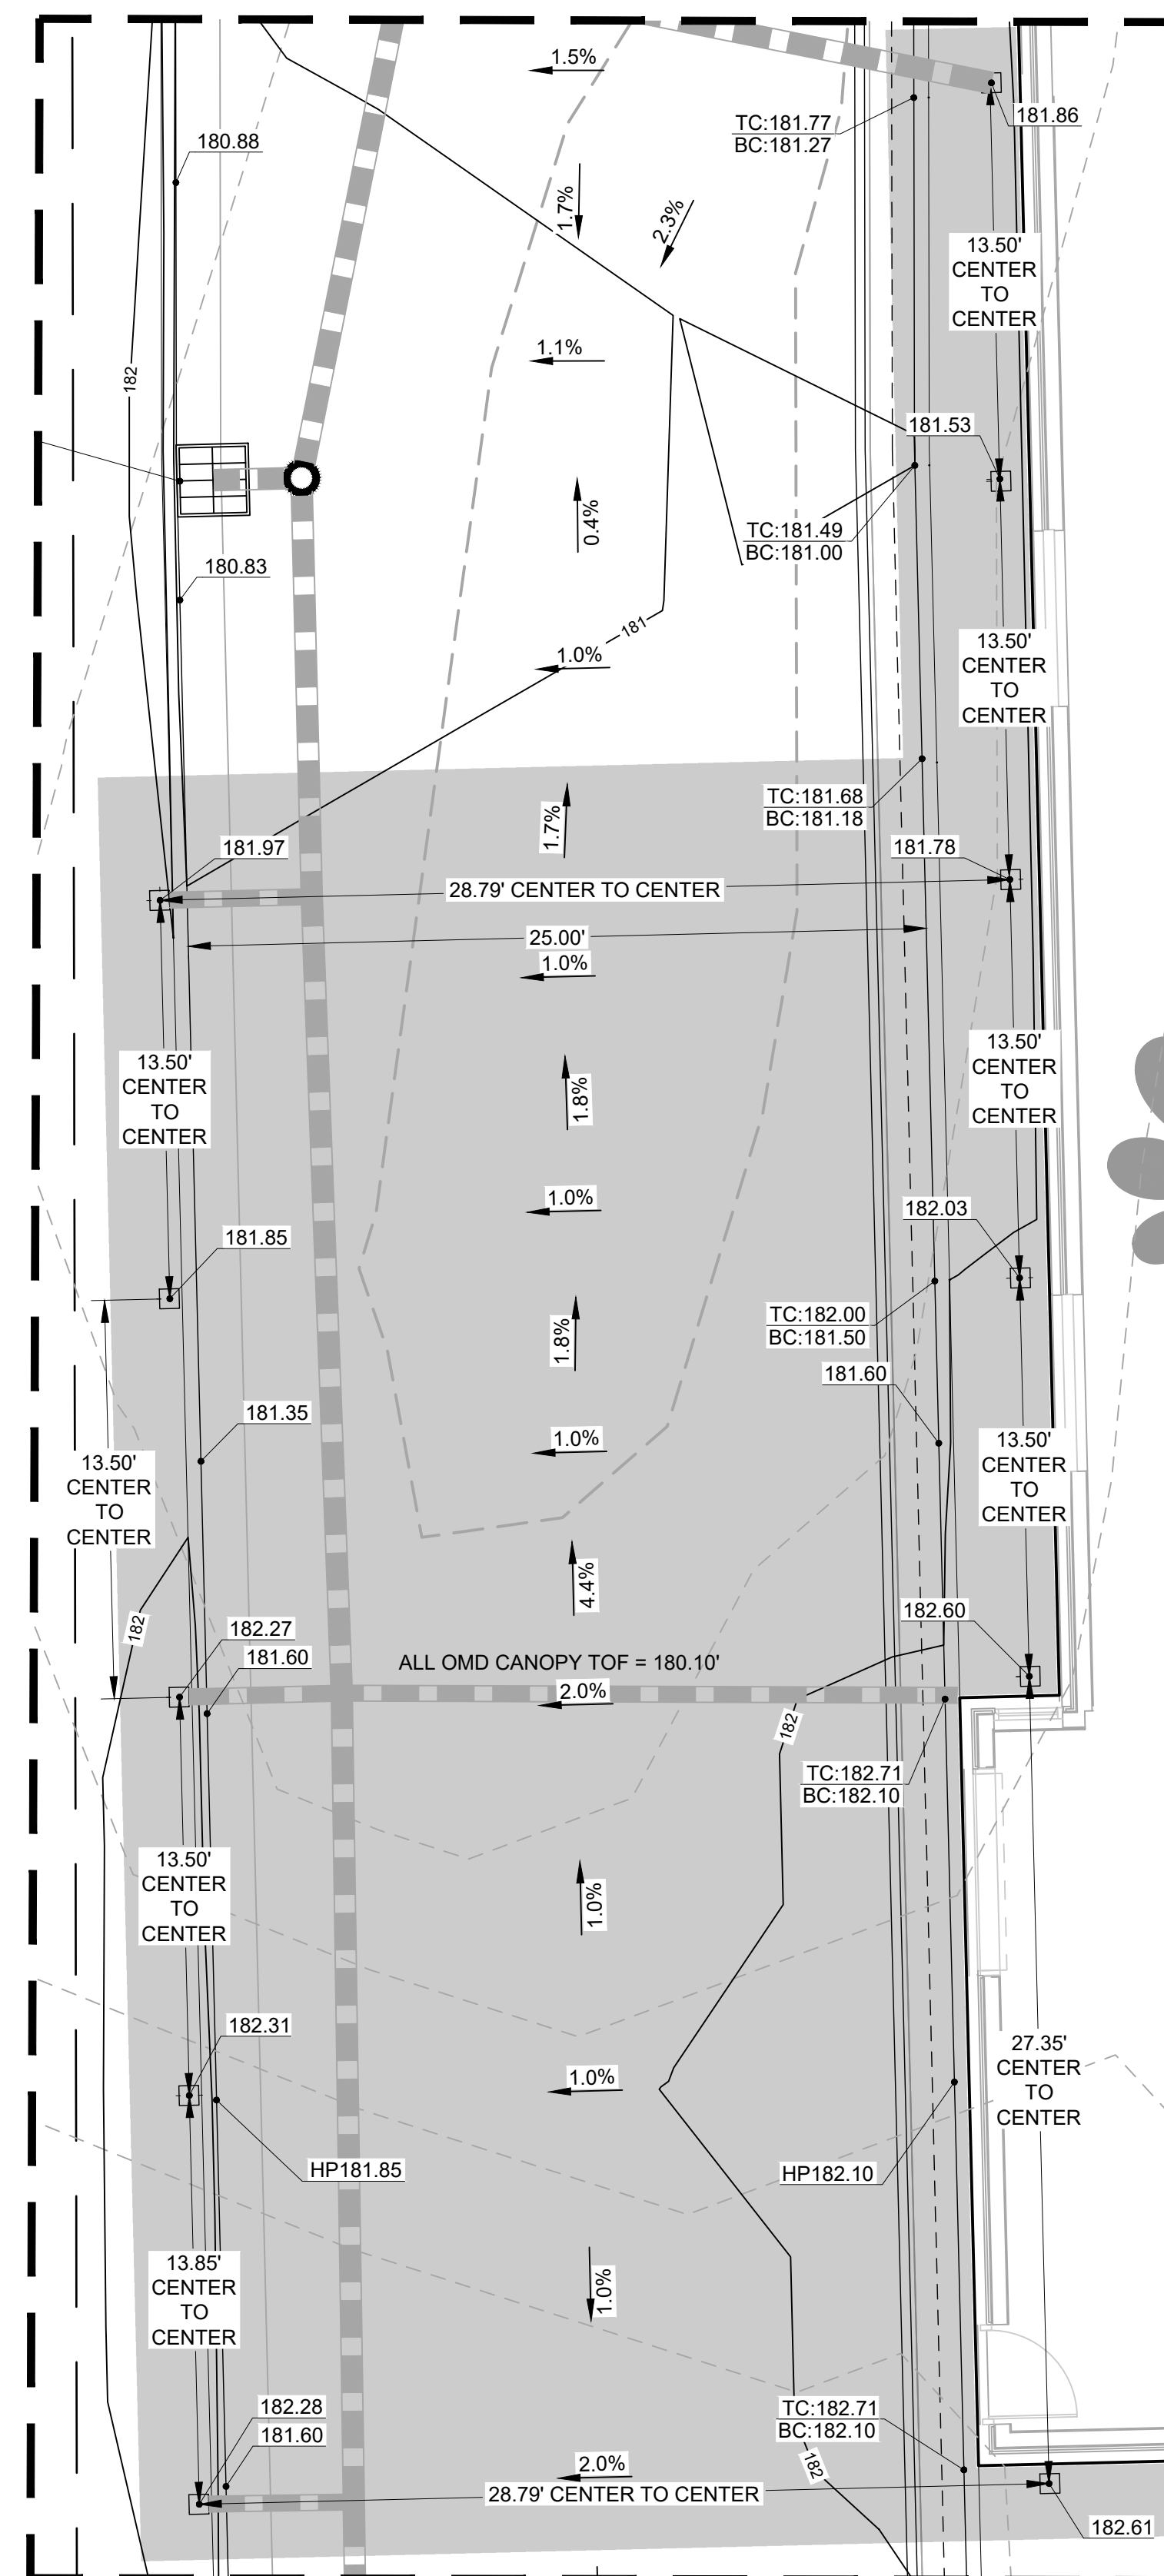 1.5%
180.88
TC:181.77
BC:181.27
181.86
1.7%
2.3%
13.50'
CENTER
TO
CENTER
182
1.1%
181.53
0.4%
TC:181.49
BC:181.00
180.83
181
1.0%
13.50'
CENTER
TO
CENTER
1.7%
TC:181.68
BC:181.18
181.97
181.78
28.79' CENTER TO CENTER
25.00'
1.0%
13.50'
CENTER
TO
CENTER
1.8%
13.50'
CENTER
TO
CENTER
1.0%
182.03
181.85
TC:182.00
BC:181.50
1.8%
181.60
181.35
1.0%
13.50'
CENTER
TO
CENTER
13.50'
CENTER
TO
CENTER
4.4%
182
182.27
181.60
182.60
ALL OMD CANOPY TOF = 180.10'
2.0%
182
TC:182.71
BC:182.10
13.50'
CENTER
TO
CENTER
1.0%
182.31
1.0%
27.35'
CENTER
TO
CENTER
HP181.85
HP182.10
13.85'
CENTER
TO
CENTER
1.0%
182.28
181.60
TC:182.71
BC:182.10
182
2.0%
28.79' CENTER TO CENTER
182.61